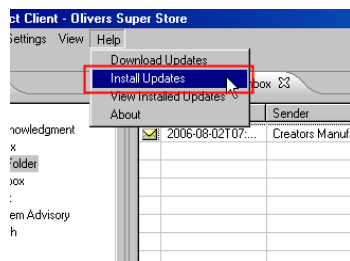 ct Client - Olivers Super Store
Settings View Help
Download Updates
Install Updates
View Installed Updates
About
box
Sender
2006-08-02T07:... Creators Manuf
nowledgment
x
Folder
box
:
em Advisory
h